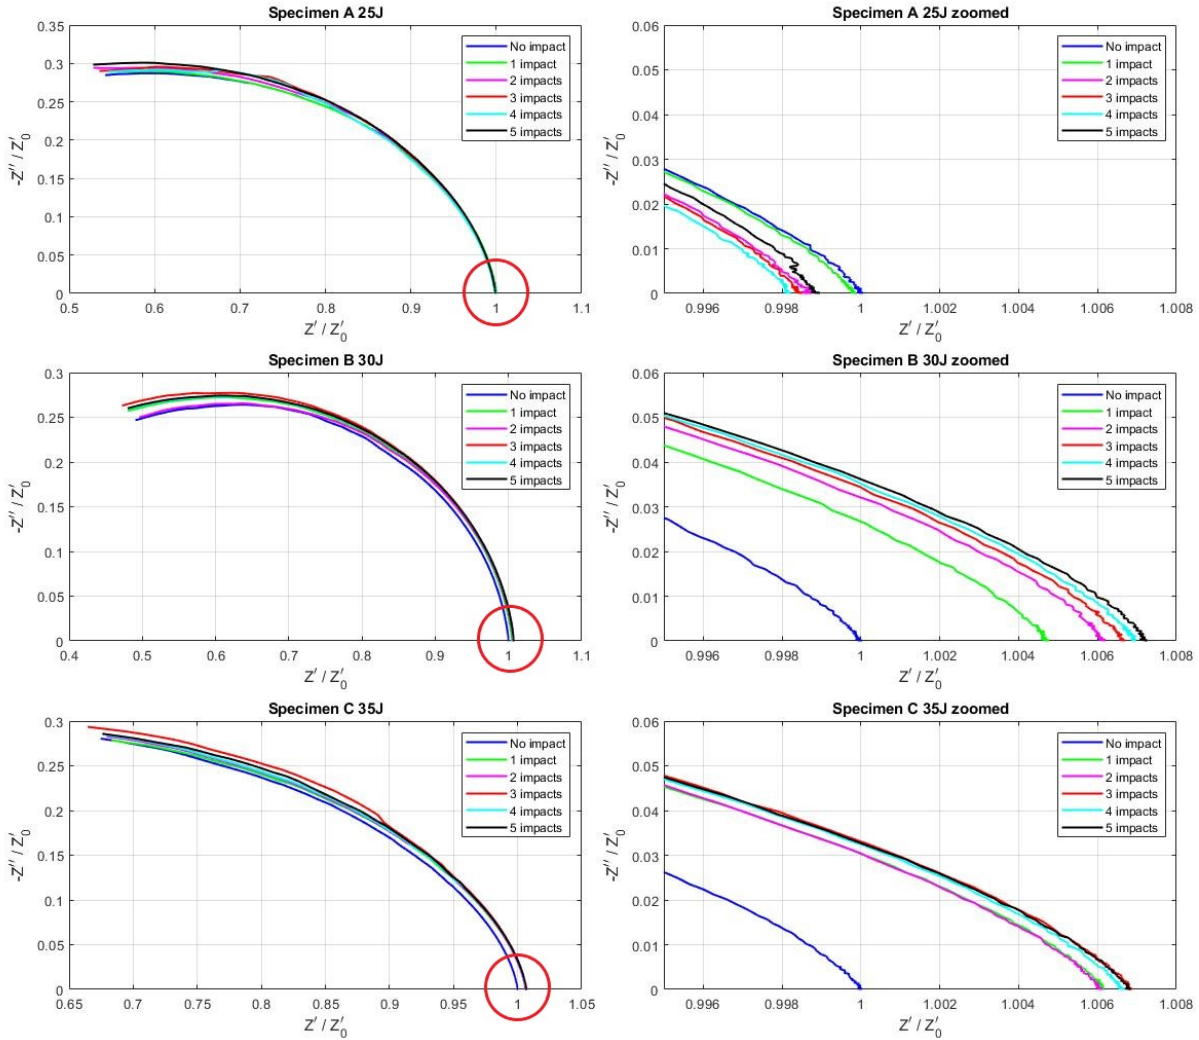 Specimen A 25J
0.35
0.3
0.25
0.2
0.15
0.1
0.05
0
-Z′′ / Z′0
No impact
1 impact
2 impacts
3 impacts
4 impacts
5 impacts
0.5 0.6 0.7 0.8 0.9 1 1.1
Z′ / Z′0
Specimen A 25J zoomed
0.06
0.05
0.04
0.03
0.02
0.01
0
-Z′′ / Z′0
No impact
1 impact
2 impacts
3 impacts
4 impacts
5 impacts
0.996 0.998 1 1.002 1.004 1.006 1.008
Z′ / Z′0
Specimen B 30J
0.3
0.25
0.2
0.15
0.1
0.05
0
-Z′′ / Z′0
No impact
1 impact
2 impacts
3 impacts
4 impacts
5 impacts
0.4 0.5 0.6 0.7 0.8 0.9 1 1.1
Z′ / Z′0
Specimen B 30J zoomed
0.06
0.05
0.04
0.03
0.02
0.01
0
-Z′′ / Z′0
No impact
1 impact
2 impacts
3 impacts
4 impacts
5 impacts
0.996 0.998 1 1.002 1.004 1.006 1.008
Z′ / Z′0
Specimen C 35J
0.3
0.25
0.2
0.15
0.1
0.05
0
-Z′′ / Z′0
No impact
1 impact
2 impacts
3 impacts
4 impacts
5 impacts
0.65 0.7 0.75 0.8 0.85 0.9 0.95 1 1.05
Z′ / Z′0
Specimen C 35J zoomed
0.06
0.05
0.04
0.03
0.02
0.01
0
-Z′′ / Z′0
No impact
1 impact
2 impacts
3 impacts
4 impacts
5 impacts
0.996 0.998 1 1.002 1.004 1.006 1.008
Z′ / Z′0